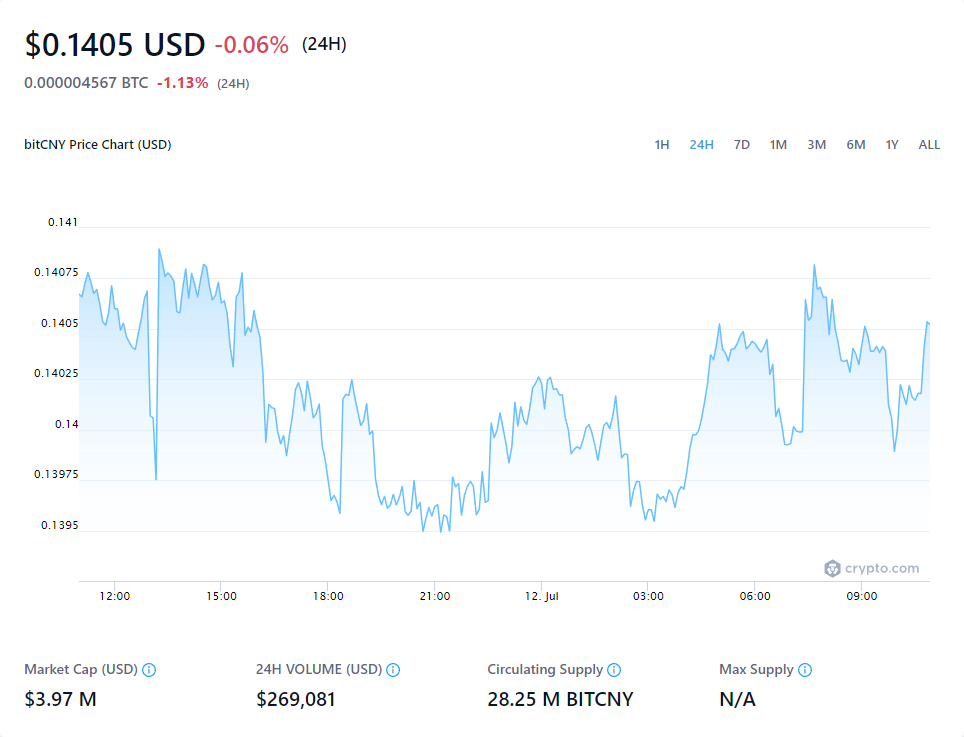 $0.1405 USD -0.06% (24H)
0.000004567 BTC -1.13% (24H)
bitCNY Price Chart (USD) 1H 24H 7D 1M 3M 6M 1Y ALL
0.141
0.14075
0.1405
0.14025
0.14
0.13975
0.1395
crypto.com
12:00 15:00 18:00 21:00 12. Jul 03:00 06:00 09:00
Market Cap (USD) 24H VOLUME (USD) Circulating Supply Max Supply
$3.97 M $269,081 28.25 M BITCNY N/A